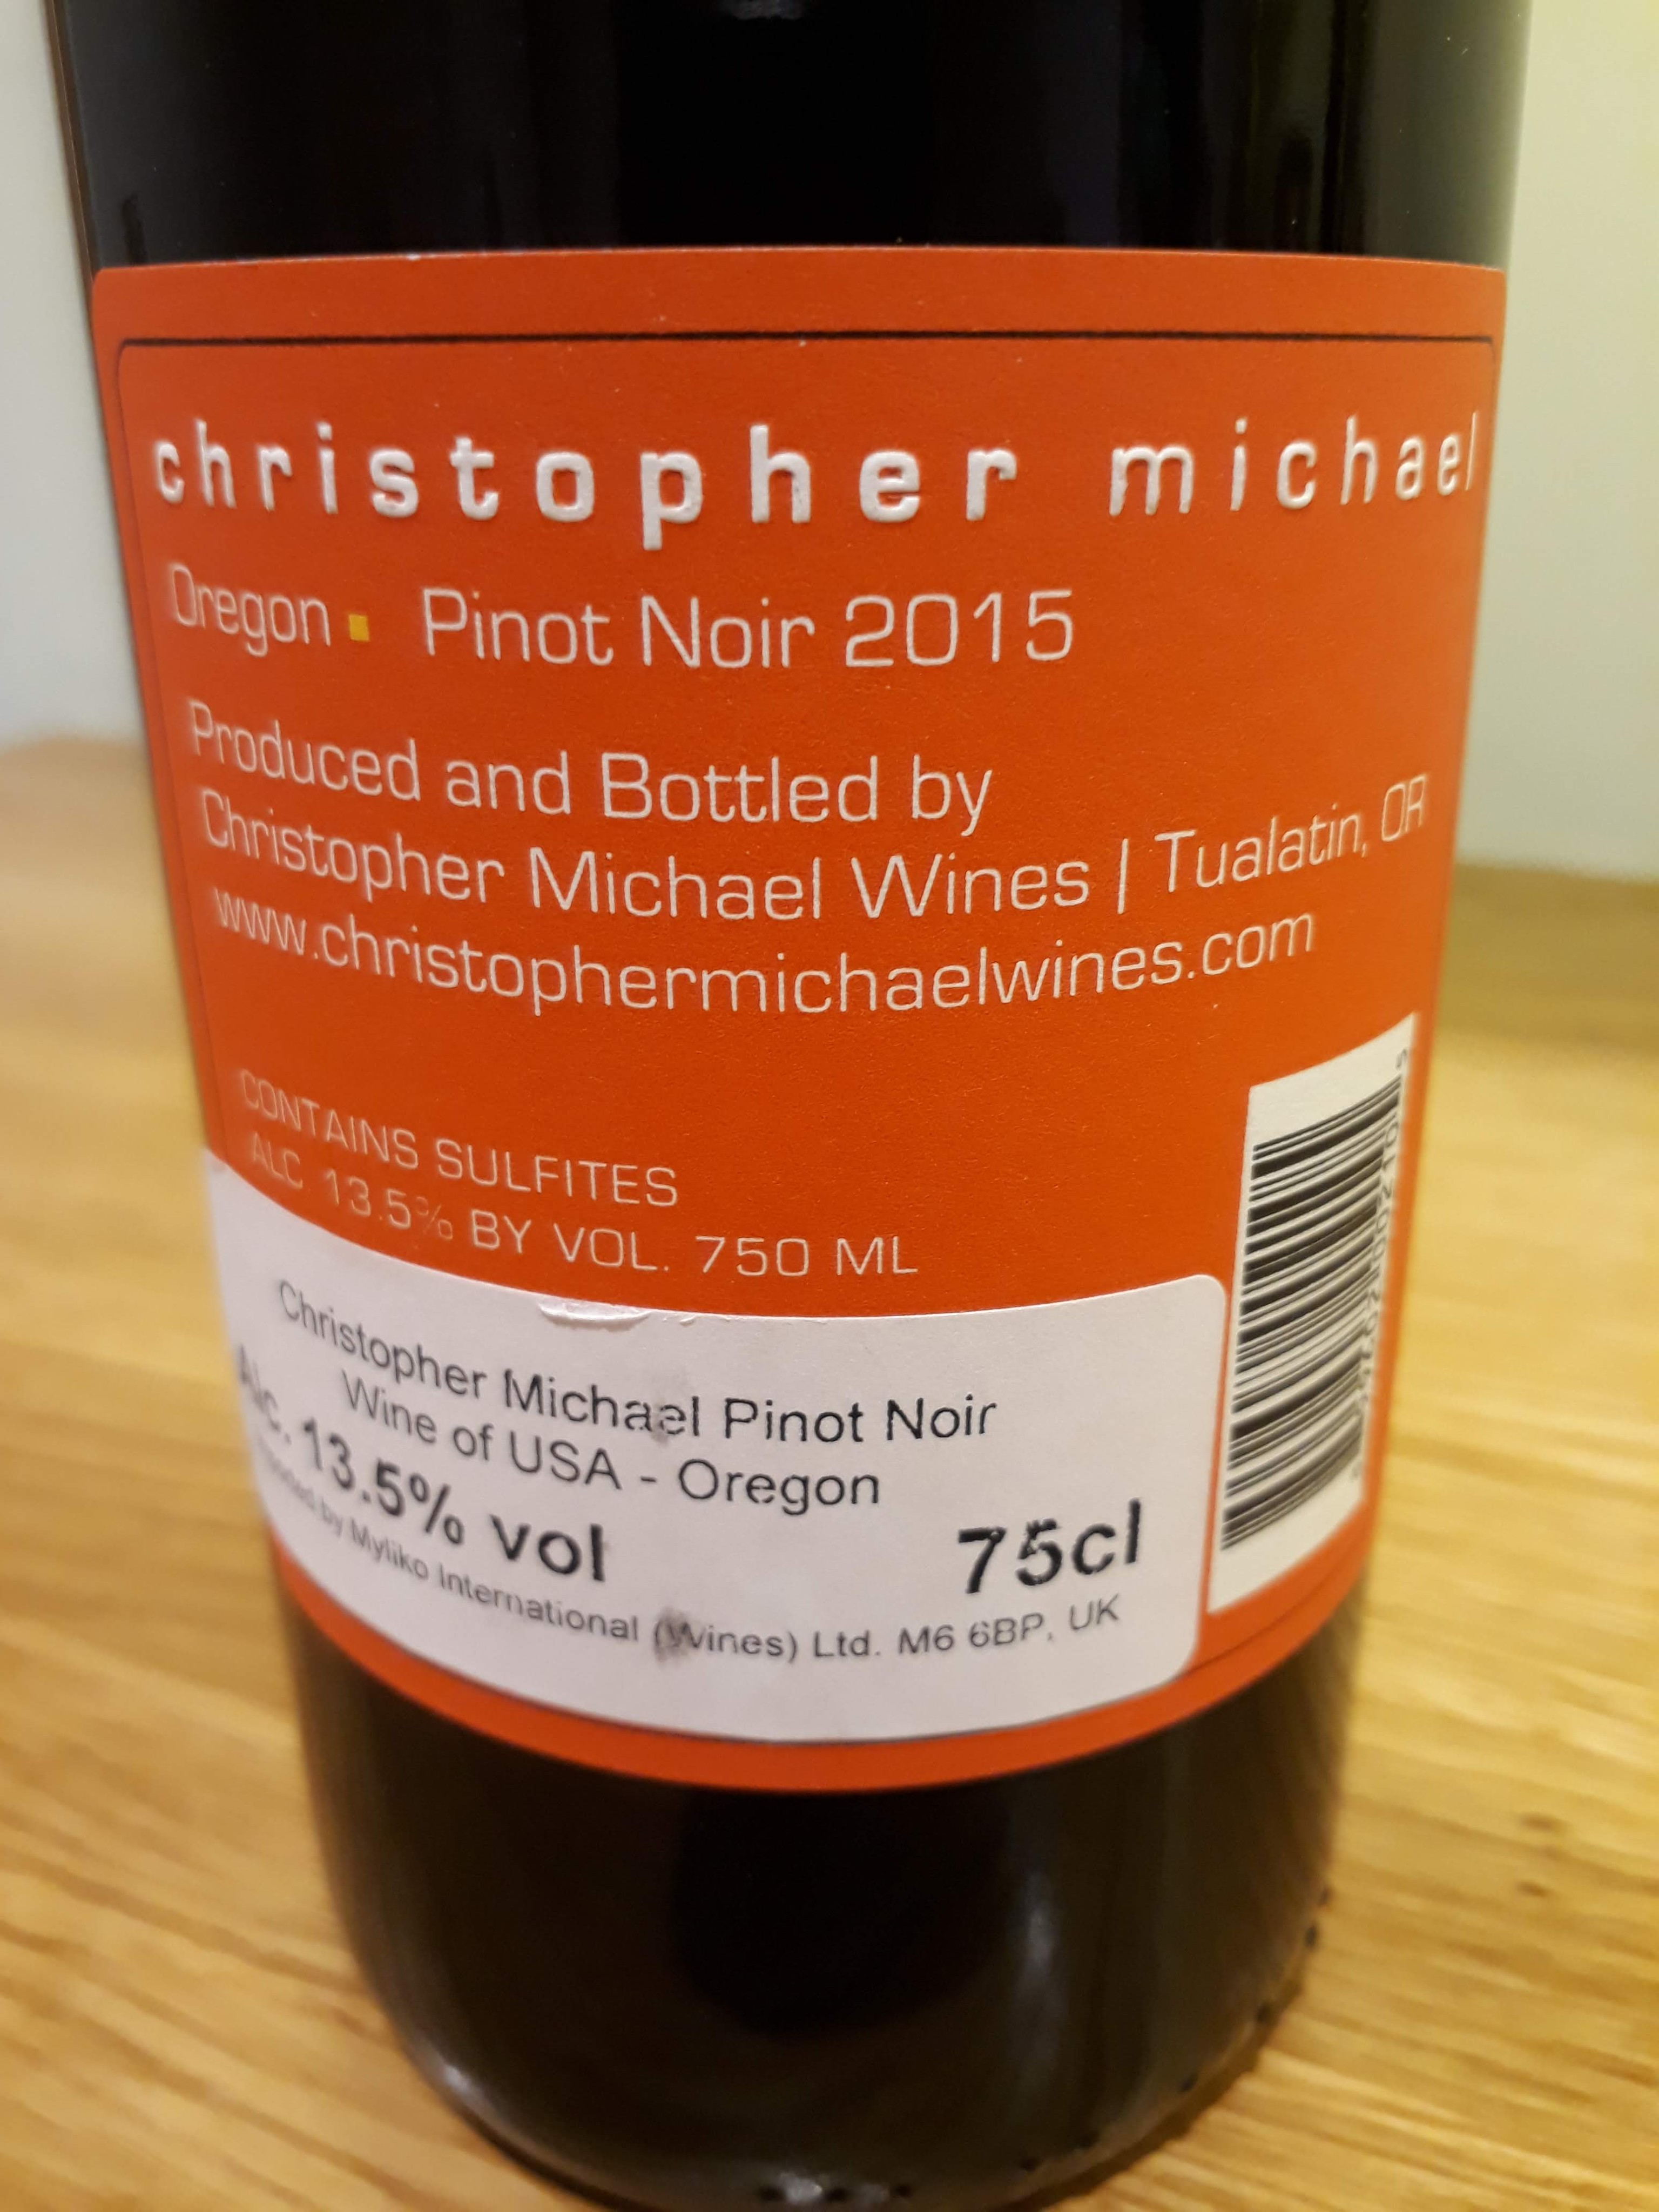 christopher michael
Oregon ▪ Pinot Noir 2015
Produced and Bottled by
Christopher Michael Wines | Tualatin, OR
www.christophermichaelwines.com
CONTAINS SULFITES
ALC 13.5% BY VOL. 750 ML
Christopher Michael Pinot Noir
Wine of USA - Oregon
Alc. 13.5% vol 75cl
by Myliko International (Wines) Ltd. M6 6BP, UK